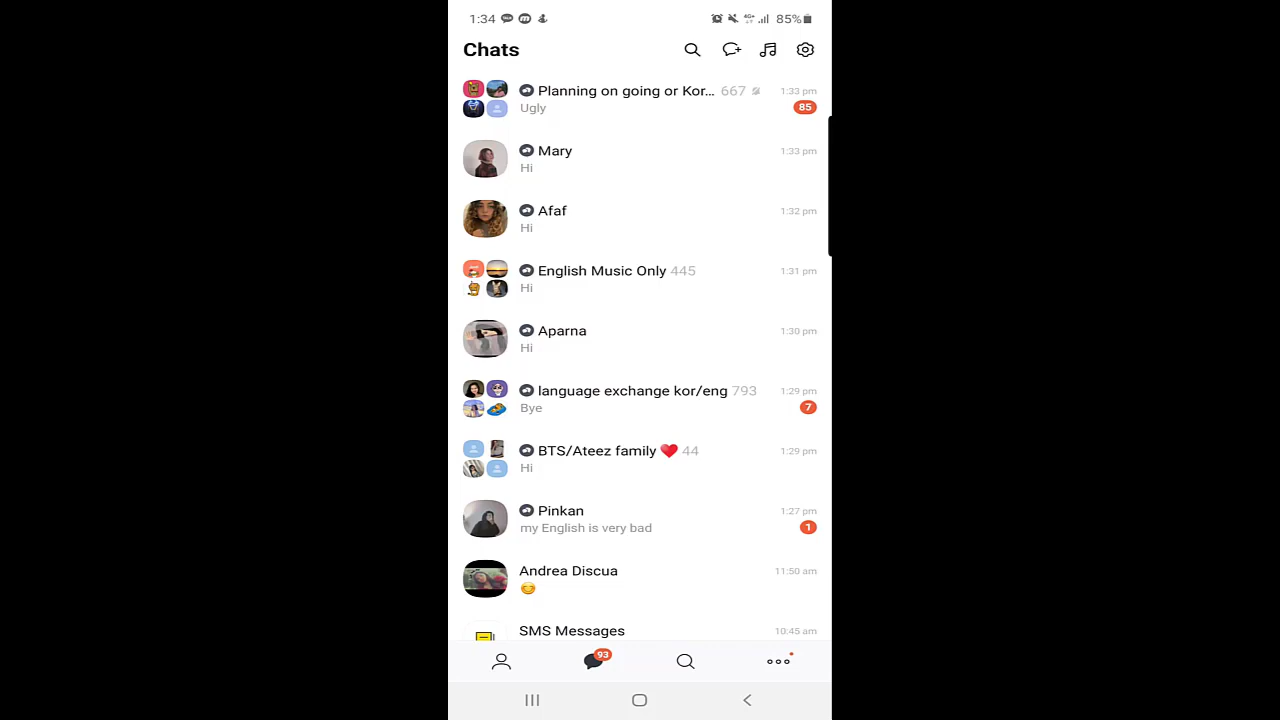 1:34 85%
Chats
Planning on going or Kor... 667 1:33 pm
Ugly 85
Mary 1:33 pm
Hi
Afaf 1:32 pm
Hi
English Music Only 445 1:31 pm
Hi
Aparna 1:30 pm
Hi
language exchange kor/eng 793 1:29 pm
Bye 7
BTS/Ateez family ❤️ 44 1:29 pm
Hi
Pinkan 1:27 pm
my English is very bad 1
Andrea Discua 11:50 am
😊
SMS Messages 10:45 am
93